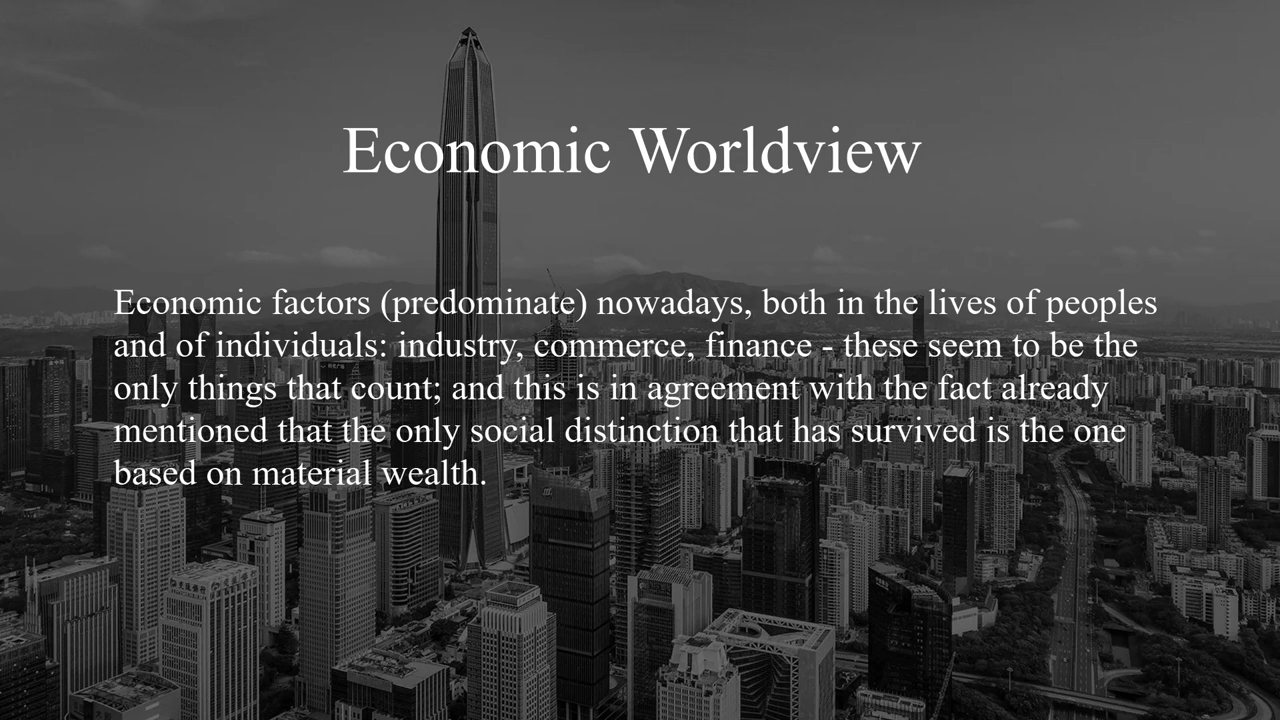 Economic Worldview
Economic factors (predominate) nowadays, both in the lives of peoples
and of individuals: industry, commerce, finance - these seem to be the
only things that count; and this is in agreement with the fact already
mentioned that the only social distinction that has survived is the one
based on material wealth.